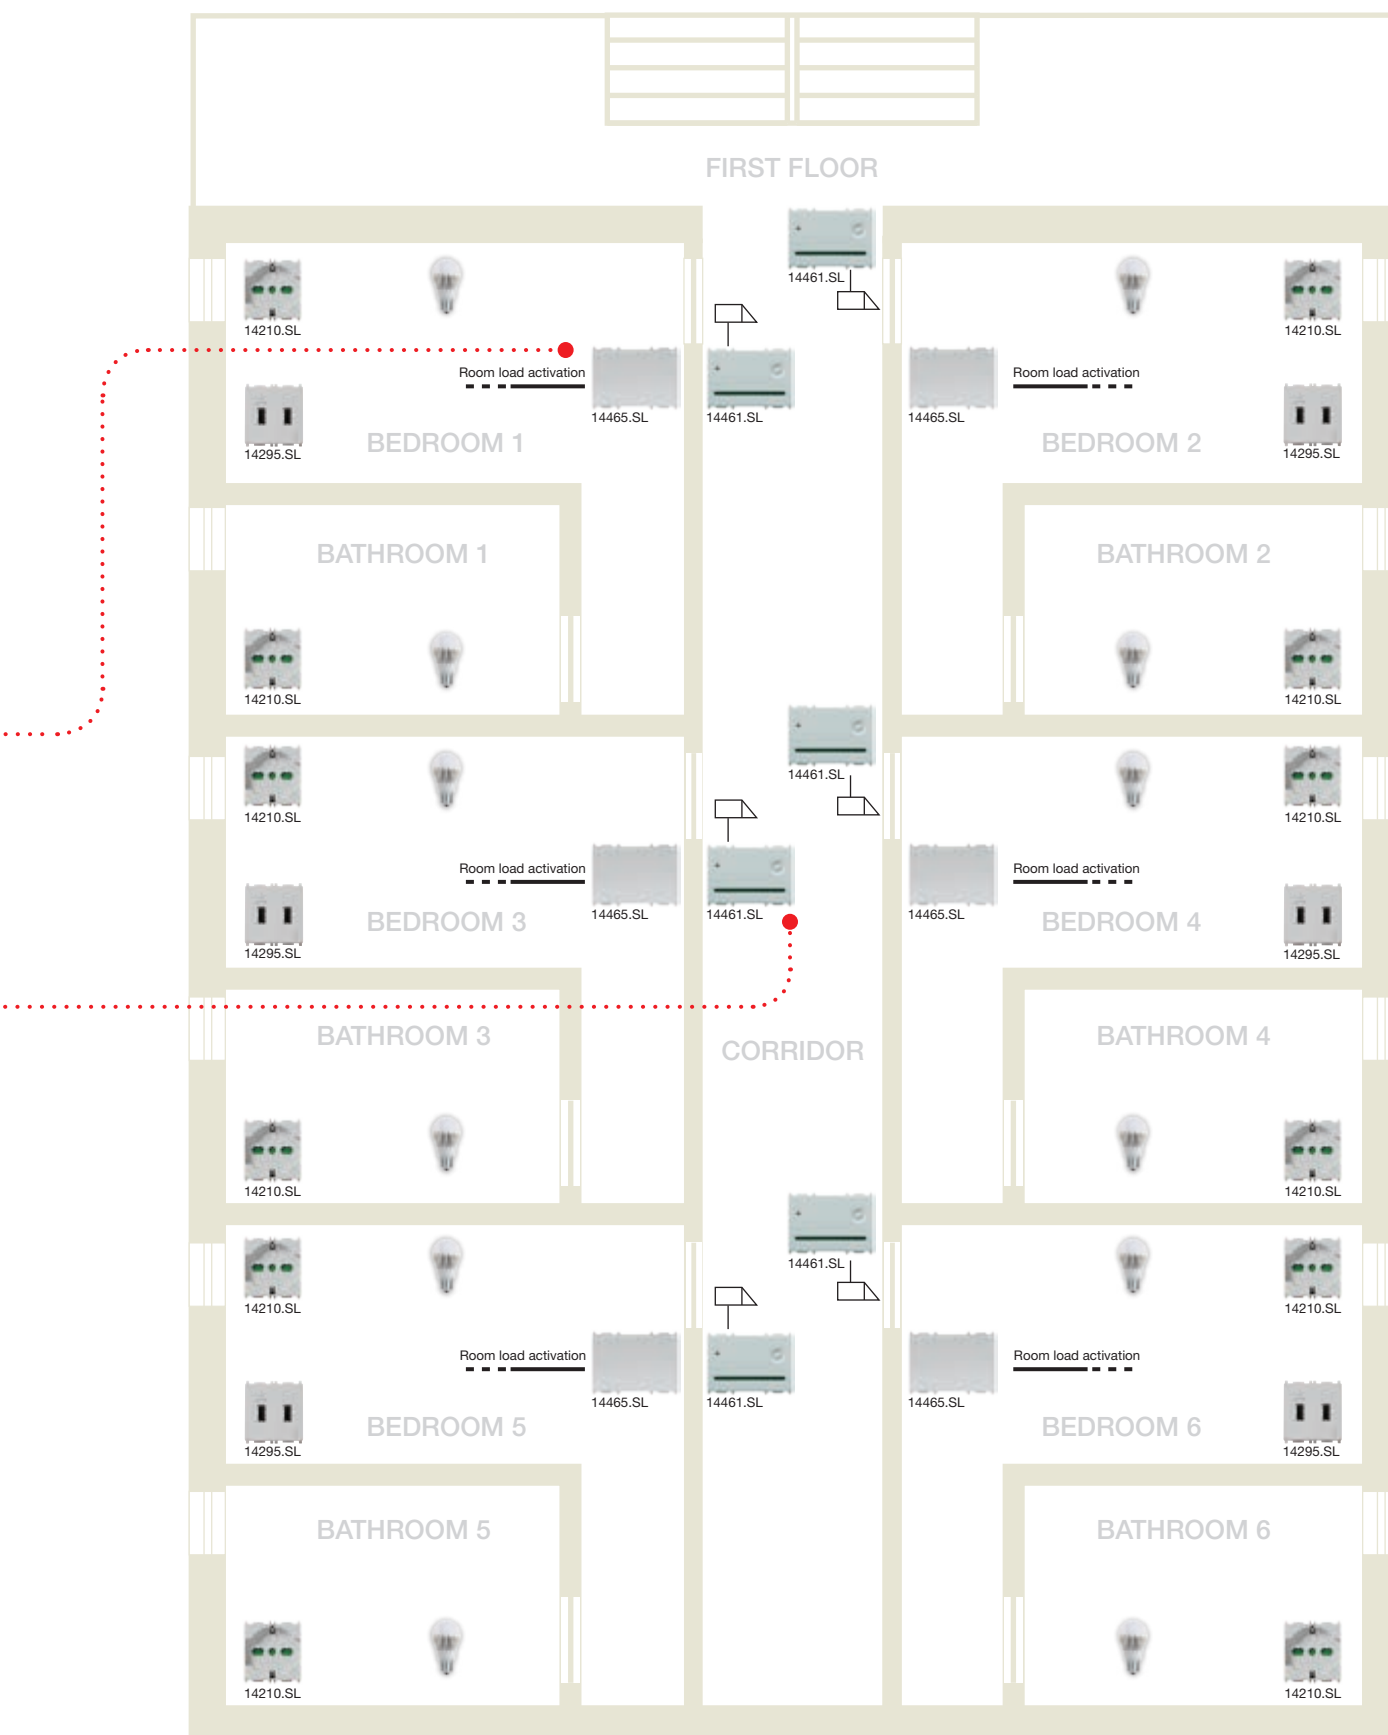 FIRST FLOOR
14461.SL
14210.SL
14210.SL
Room load activation
Room load activation
14465.SL
14461.SL
14465.SL
BEDROOM 1
BEDROOM 2
14295.SL
14295.SL
BATHROOM 1
BATHROOM 2
14210.SL
14210.SL
14461.SL
14210.SL
14210.SL
Room load activation
Room load activation
14465.SL
14461.SL
14465.SL
BEDROOM 3
BEDROOM 4
14295.SL
14295.SL
BATHROOM 3
BATHROOM 4
CORRIDOR
14210.SL
14210.SL
14461.SL
14210.SL
14210.SL
Room load activation
Room load activation
14465.SL
14461.SL
14465.SL
BEDROOM 5
BEDROOM 6
14295.SL
14295.SL
BATHROOM 5
BATHROOM 6
14210.SL
14210.SL